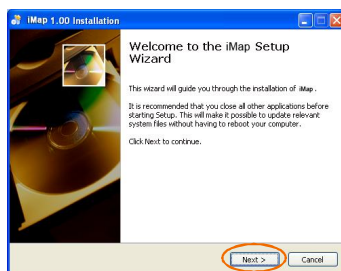 iMap 1.00 Installation
Welcome to the iMap Setup
Wizard
This wizard will guide you through the installation of iMap.
It is recommended that you close all other applications before
starting Setup. This will make it possible to update relevant
system files without having to reboot your computer.
Click Next to continue.
Next > Cancel